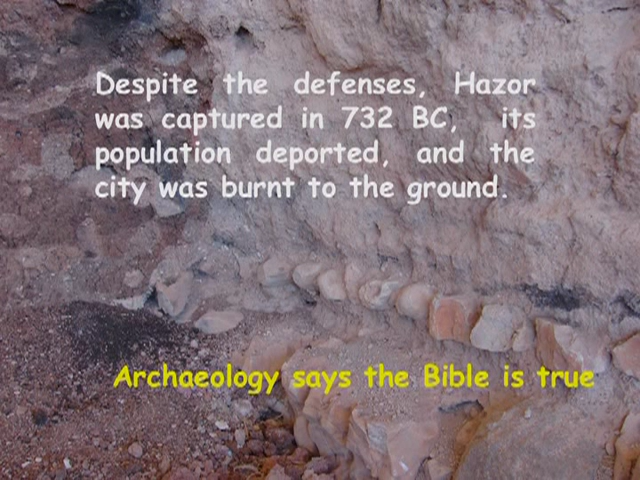 Despite the defenses, Hazor
was captured in 732 BC, its
population deported, and the
city was burnt to the ground.
Archaeology says the Bible is true